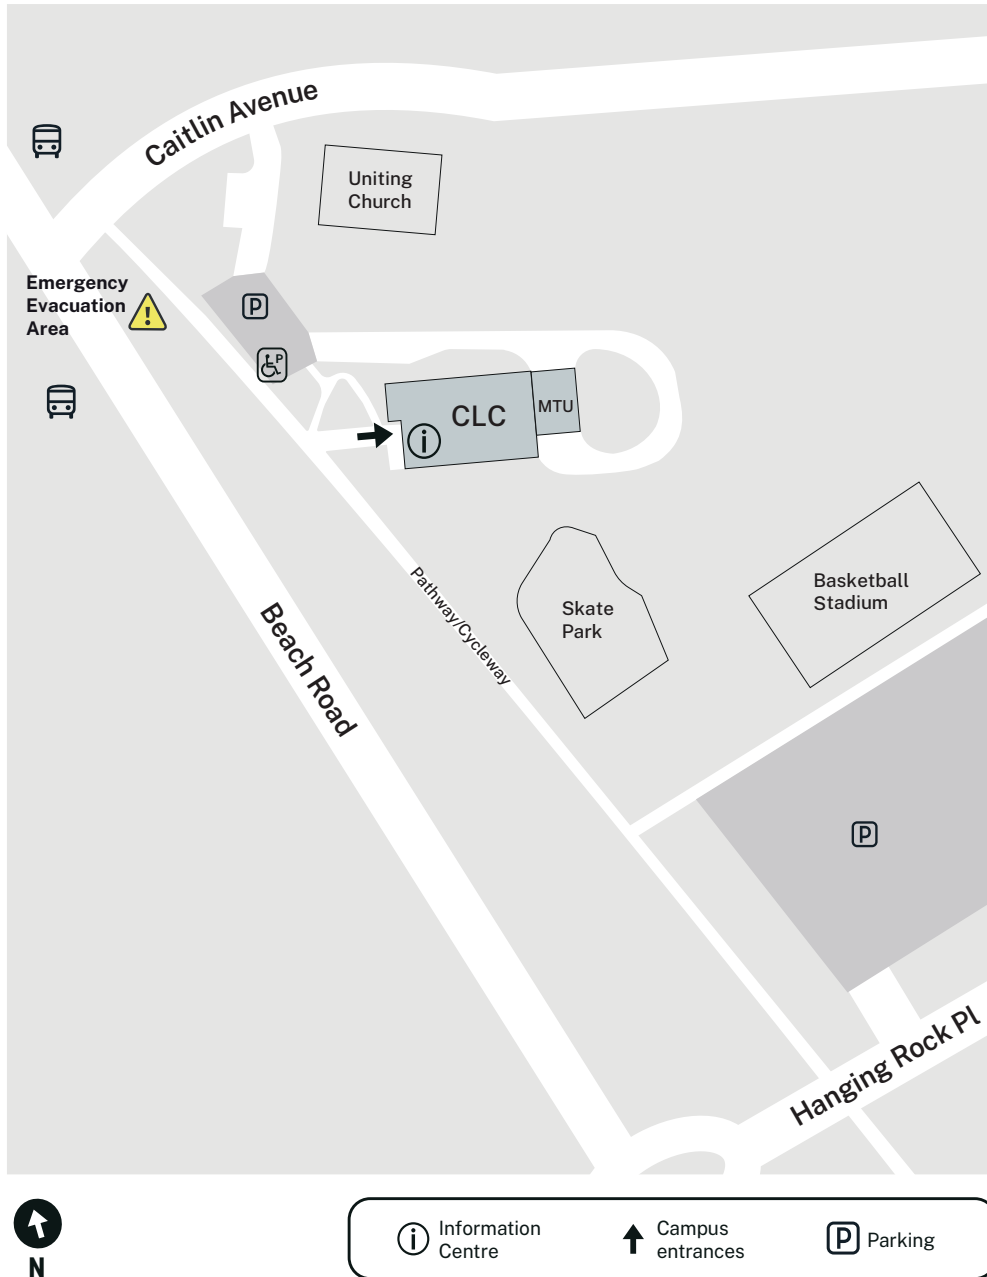 Caitlin Avenue
Uniting
Church
Emergency
Evacuation
Area
P
P
CLC
MTU
i
Pathway/Cycleway
Skate
Park
Basketball
Stadium
Beach Road
P
Hanging Rock Pl
N
i
Information
Centre
Campus
entrances
P
Parking